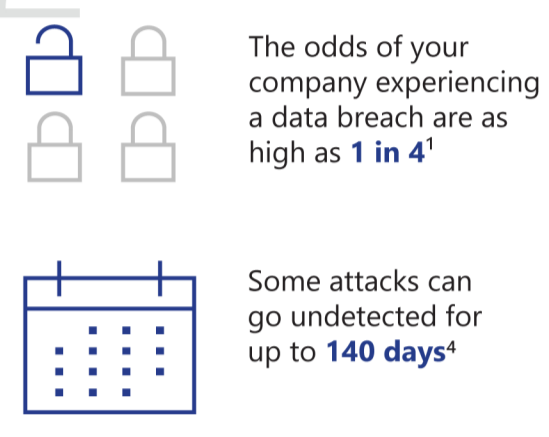 The odds of your
company experiencing
a data breach are as
high as 1 in 4¹
Some attacks can
go undetected for
up to 140 days⁴